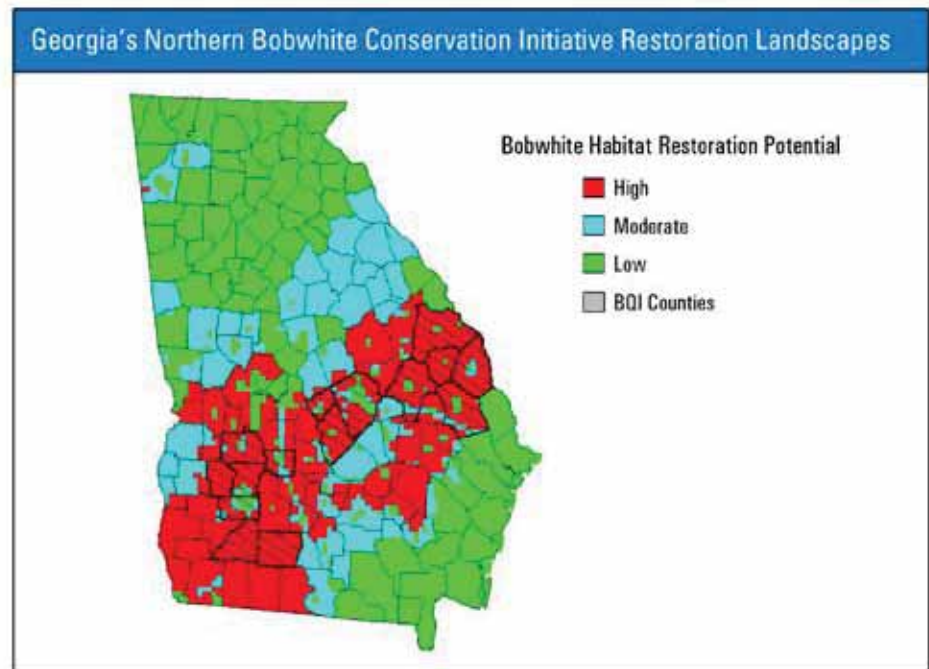 Georgia's Northern Bobwhite Conservation Initiative Restoration Landscapes
Bobwhite Habitat Restoration Potential
High
Moderate
Low
BQI Counties